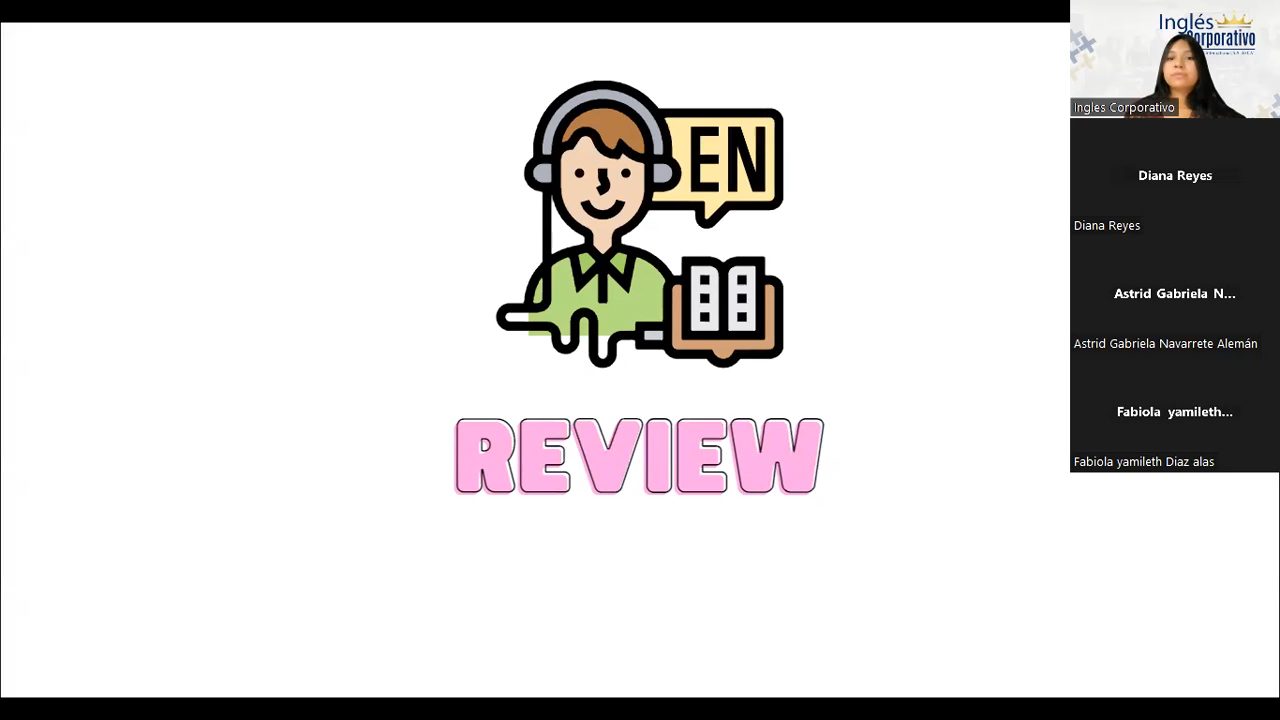 EN
REVIEW
Inglés
Corporativo
Ingles Corporativo
Diana Reyes
Diana Reyes
Astrid Gabriela N...
Astrid Gabriela Navarrete Alemán
Fabiola yamileth...
Fabiola yamileth Diaz alas